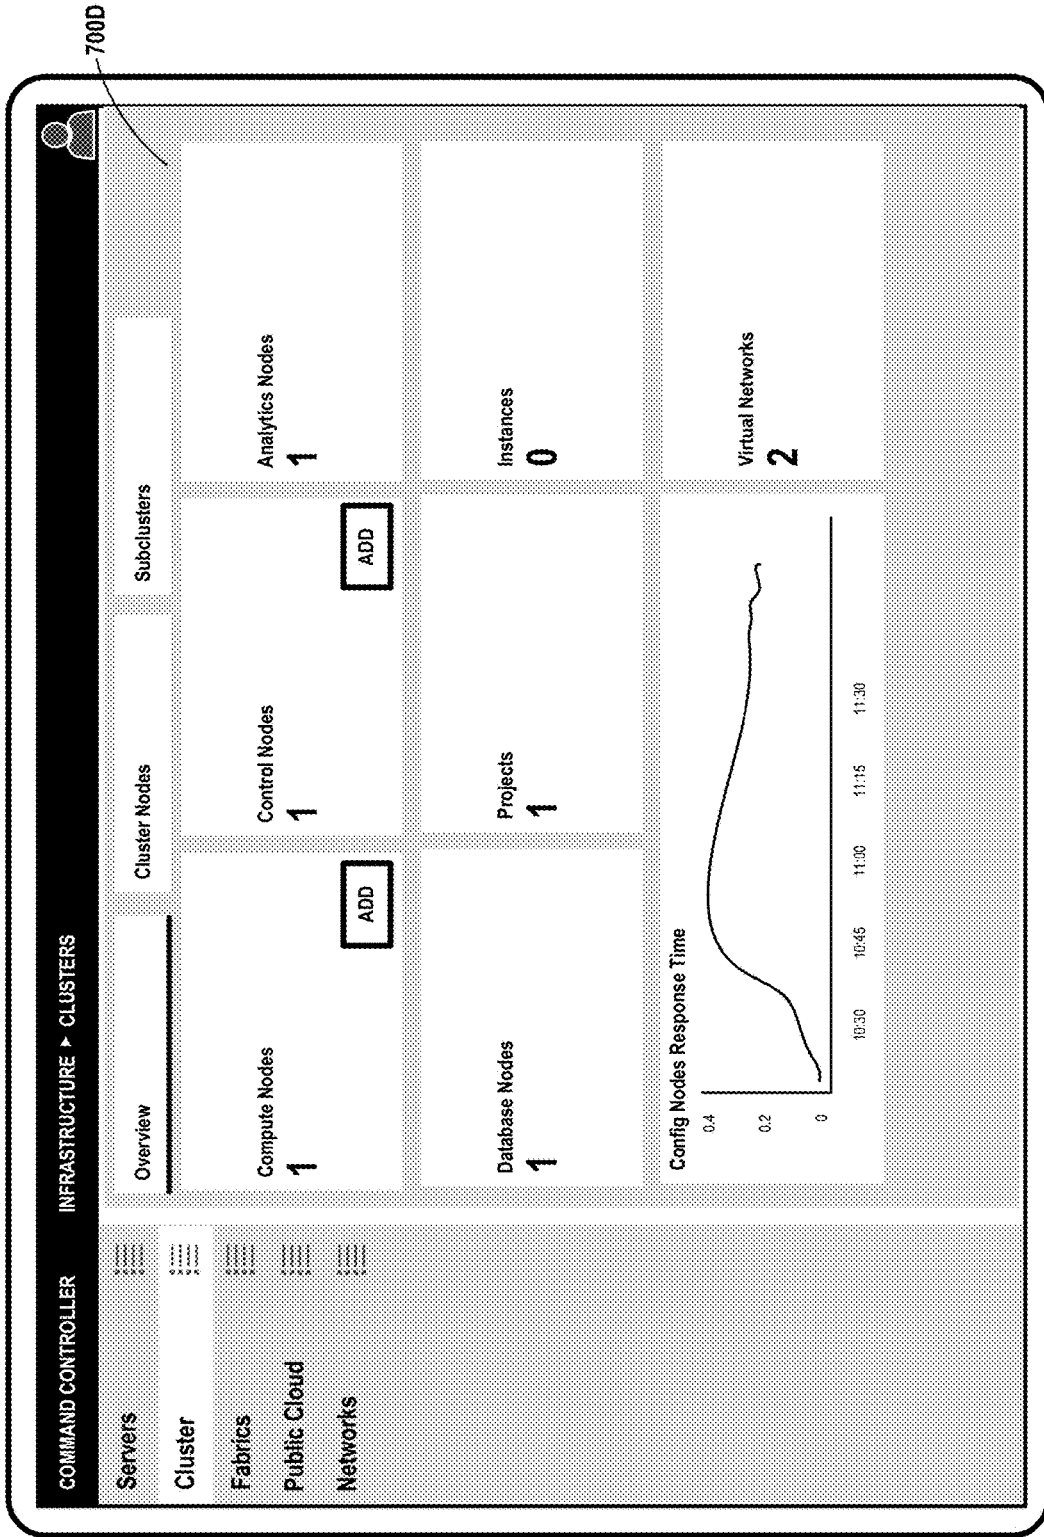 700D
COMMAND CONTROLLER INFRASTRUCTURE ► CLUSTERS
Servers
Cluster
Fabrics
Public Cloud
Networks
Overview Cluster Nodes Subclusters
Compute Nodes
1
ADD
Control Nodes
1
ADD
Analytics Nodes
1
Database Nodes
1
Projects
1
Instances
0
Config Nodes Response Time
0.4
0.2
0
10:30 10:45 11:00 11:15 11:30
Virtual Networks
2